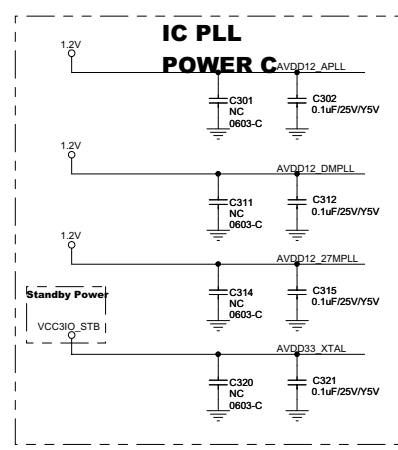 IC PLL
POWER C
1.2V
AVDD12_APLL
C301
NC
0603-C
C302
0.1uF/25V/Y5V
1.2V
AVDD12_DMPLL
C311
NC
0603-C
C312
0.1uF/25V/Y5V
1.2V
AVDD12_27MPLL
C314
NC
0603-C
C315
0.1uF/25V/Y5V
Standby Power
VCC3IO_STB
AVDD33_XTAL
C320
NC
0603-C
C321
0.1uF/25V/Y5V